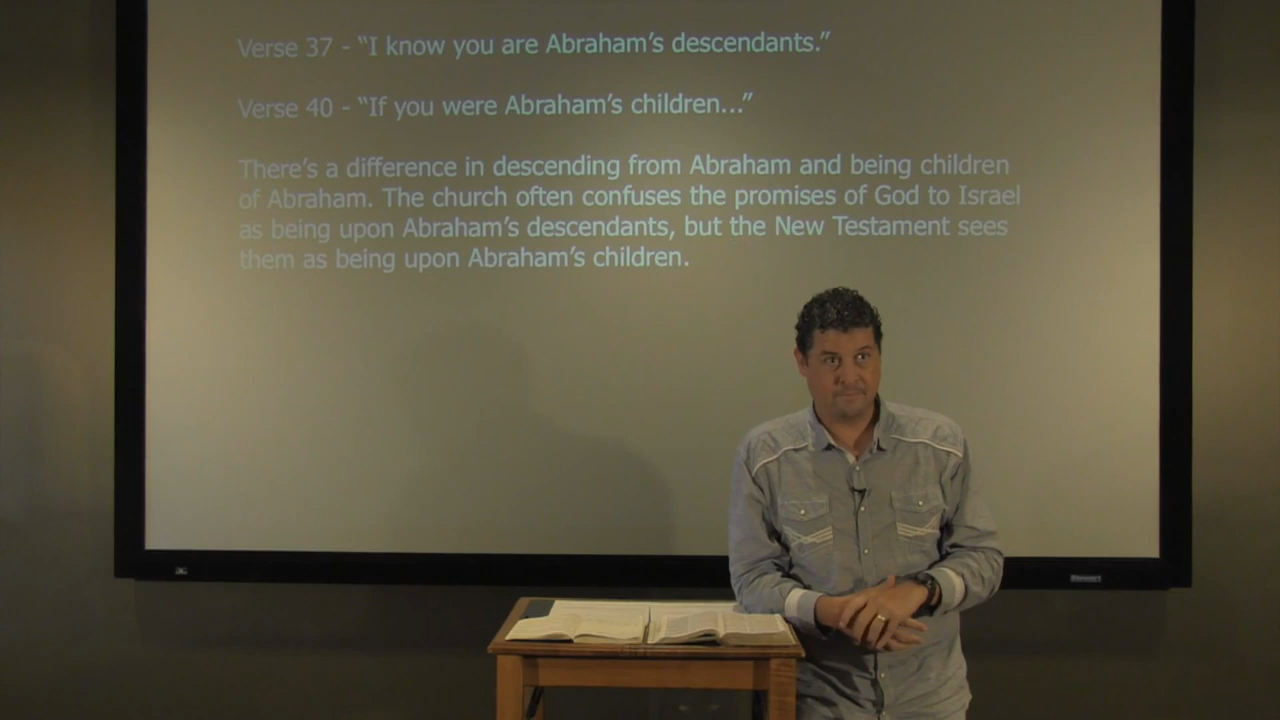 Verse 37 - “I know you are Abraham’s descendants.”
Verse 40 - “If you were Abraham’s children...”
There’s a difference in descending from Abraham and being children
of Abraham. The church often confuses the promises of God to Israel
as being upon Abraham’s descendants, but the New Testament sees
them as being upon Abraham’s children.